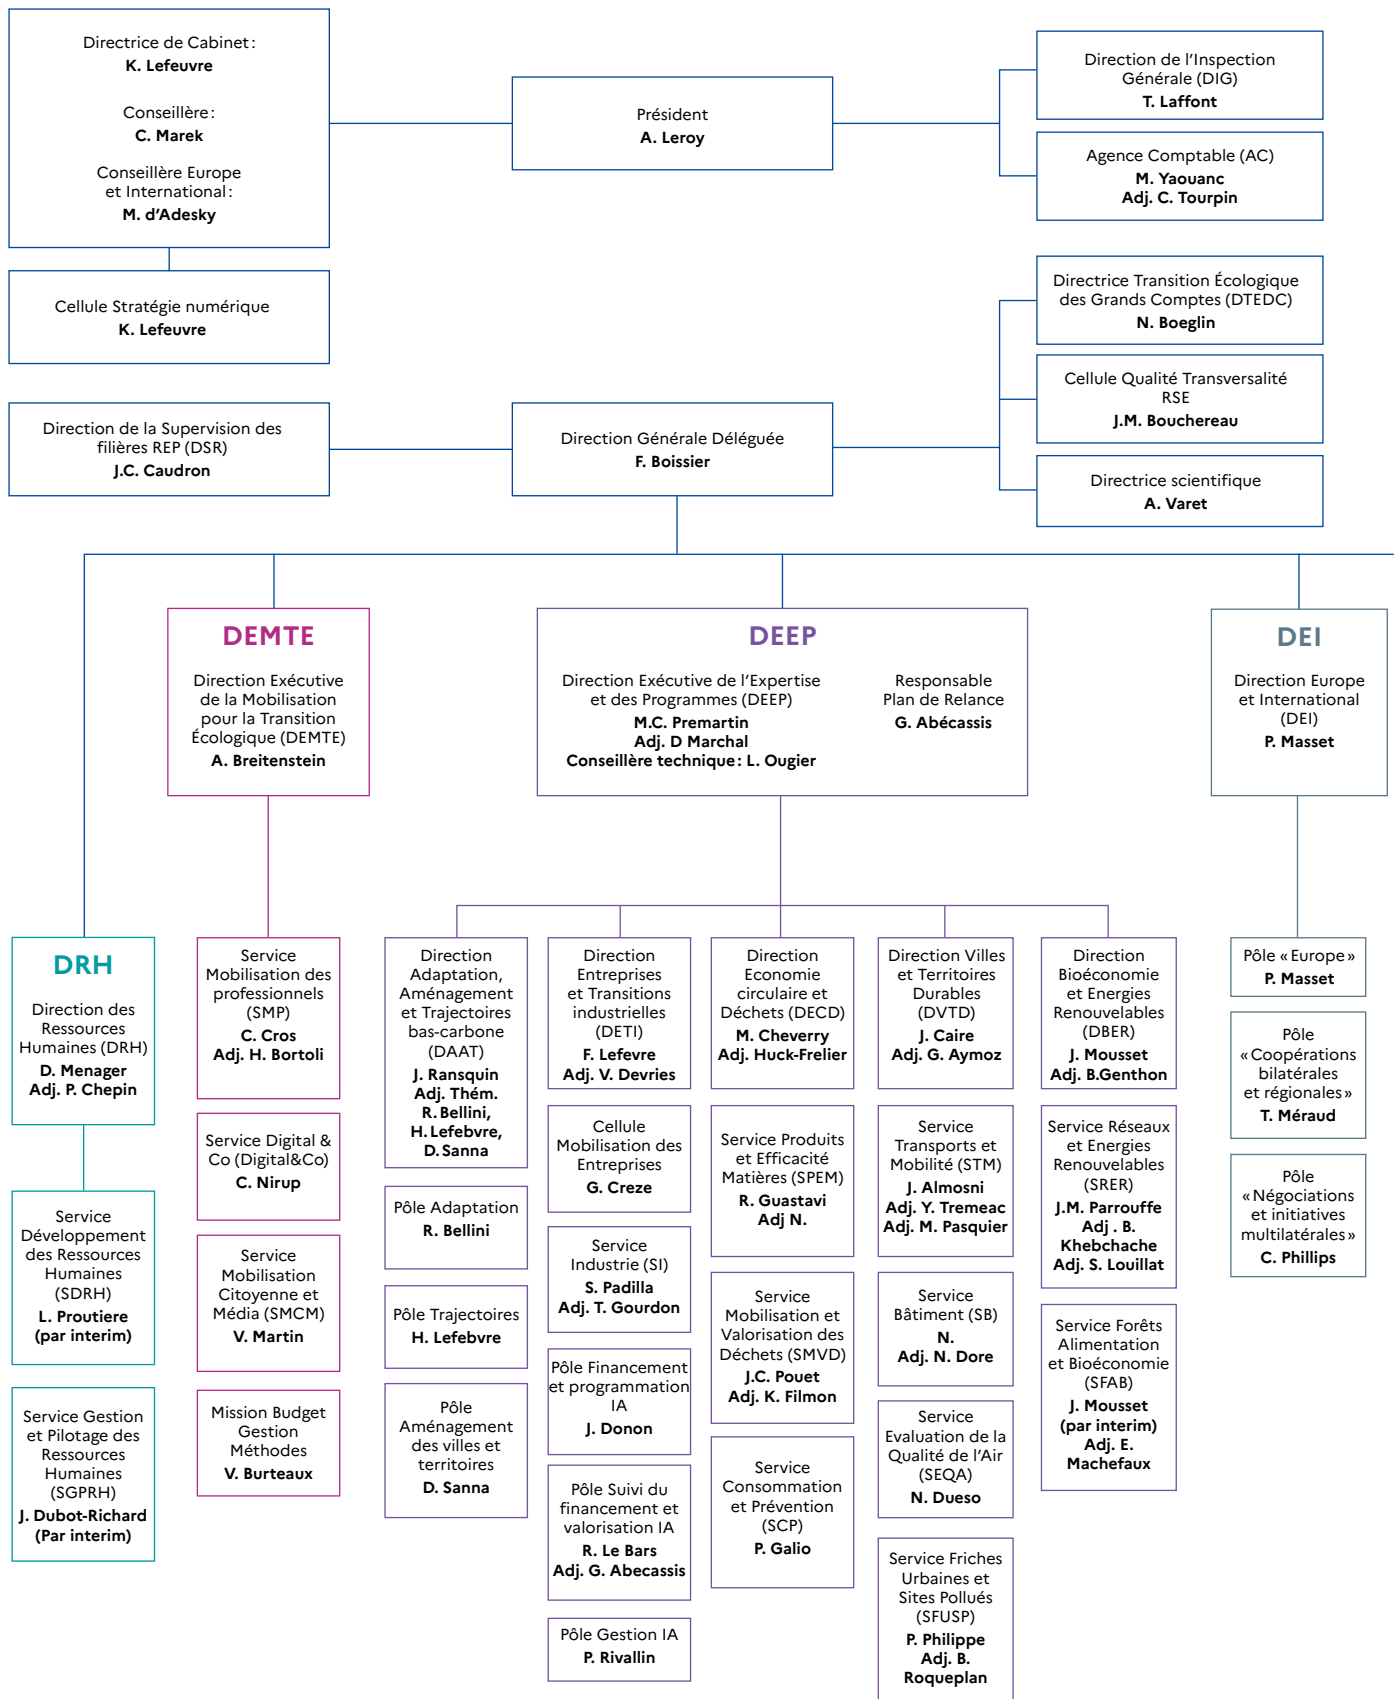 Directrice de Cabinet :
K. Lefeuvre
Conseillère :
C. Marek
Conseillère Europe
et International :
M. d'Adesky
Président
A. Leroy
Direction de l'Inspection
Générale (DIG)
T. Laffont
Agence Comptable (AC)
M. Yaouanc
Adj. C. Tourpin
Cellule Stratégie numérique
K. Lefeuvre
Directrice Transition Écologique
des Grands Comptes (DTEDC)
N. Boeglin
Cellule Qualité Transversalité
RSE
J.M. Bouchereau
Direction de la Supervision des
filières REP (DSR)
J.C. Caudron
Direction Générale Déléguée
F. Boissier
Directrice scientifique
A. Varet
DEMTE
Direction Exécutive
de la Mobilisation
pour la Transition
Écologique (DEMTE)
A. Breitenstein
DEEP
Direction Exécutive de l'Expertise
et des Programmes (DEEP)
M.C. Premartin
Adj. D Marchal
Conseillère technique : L. Ougier
Responsable
Plan de Relance
G. Abécassis
DEI
Direction Europe
et International
(DEI)
P. Masset
DRH
Direction des
Ressources
Humaines (DRH)
D. Menager
Adj. P. Chepin
Service
Développement
des Ressources
Humaines
(SDRH)
L. Proutiere
(par interim)
Service Gestion
et Pilotage des
Ressources
Humaines
(SGPRH)
J. Dubot-Richard
(Par interim)
Service
Mobilisation des
professionnels
(SMP)
C. Cros
Adj. H. Bortoli
Service Digital &
Co (Digital&Co)
C. Nirup
Service
Mobilisation
Citoyenne et
Média (SMCM)
V. Martin
Mission Budget
Gestion
Méthodes
V. Burteaux
Direction
Adaptation,
Aménagement
et Trajectoires
bas-carbone
(DAAT)
J. Ransquin
Adj. Thém.
R. Bellini,
H. Lefebvre,
D. Sanna
Pôle Adaptation
R. Bellini
Pôle Trajectoires
H. Lefebvre
Pôle
Aménagement
des villes et
territoires
D. Sanna
Direction
Entreprises
et Transitions
industrielles
(DETI)
F. Lefevre
Adj. V. Devries
Cellule
Mobilisation des
Entreprises
G. Creze
Service
Industrie (SI)
S. Padilla
Adj. T. Gourdon
Pôle Financement
et programmation
IA
J. Donon
Pôle Suivi du
financement et
valorisation IA
R. Le Bars
Adj. G. Abecassis
Pôle Gestion IA
P. Rivallin
Direction
Economie
circulaire et
Déchets (DECD)
M. Cheverry
Adj. Huck-Frelier
Service Produits
et Efficacité
Matières (SPEM)
R. Guastavi
Adj N.
Service
Mobilisation et
Valorisation des
Déchets (SMVD)
J.C. Pouet
Adj. K. Filmon
Service
Consommation
et Prévention
(SCP)
P. Galio
Direction Villes
et Territoires
Durables
(DVTD)
J. Caire
Adj. G. Aymoz
Service
Transports et
Mobilité (STM)
J. Almosni
Adj. Y. Tremeac
Adj. M. Pasquier
Service
Bâtiment (SB)
N.
Adj. N. Dore
Service
Evaluation de la
Qualité de l'Air
(SEQA)
N. Dueso
Service Friches
Urbaines et
Sites Pollués
(SFUSP)
P. Philippe
Adj. B.
Roqueplan
Direction
Bioéconomie
et Energies
Renouvelables
(DBER)
J. Mousset
Adj. B.Genthon
Service Réseaux
et Energies
Renouvelables
(SRER)
J.M. Parrouffe
Adj . B.
Khebchache
Adj. S. Louillat
Service Forêts
Alimentation
et Bioéconomie
(SFAB)
J. Mousset
(par interim)
Adj. E.
Machefaux
Pôle « Europe »
P. Masset
Pôle
« Coopérations
bilatérales
et régionales »
T. Méraud
Pôle
« Négociations
et initiatives
multilatérales »
C. Phillips